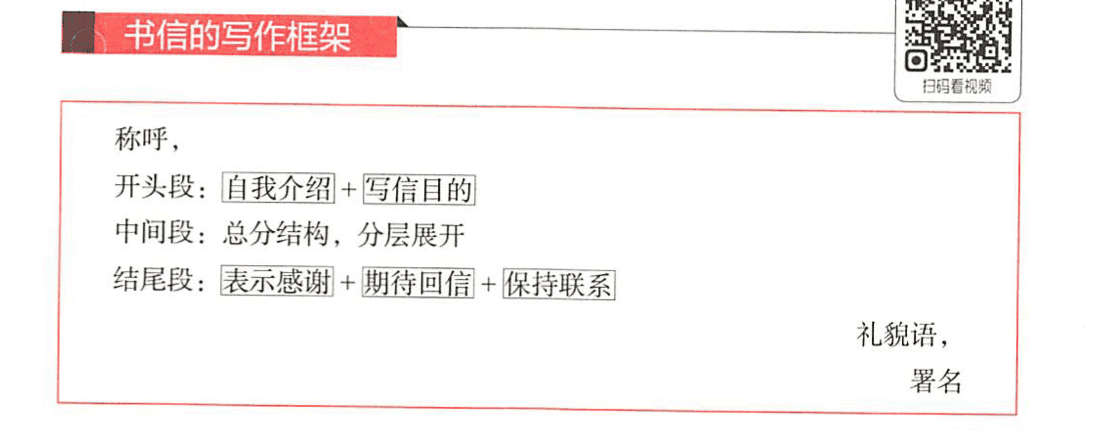 书信的写作框架
扫码看视频
称呼，
开头段：自我介绍+写信目的
中间段：总分结构，分层展开
结尾段：表示感谢+期待回信+保持联系
礼貌语，
署名